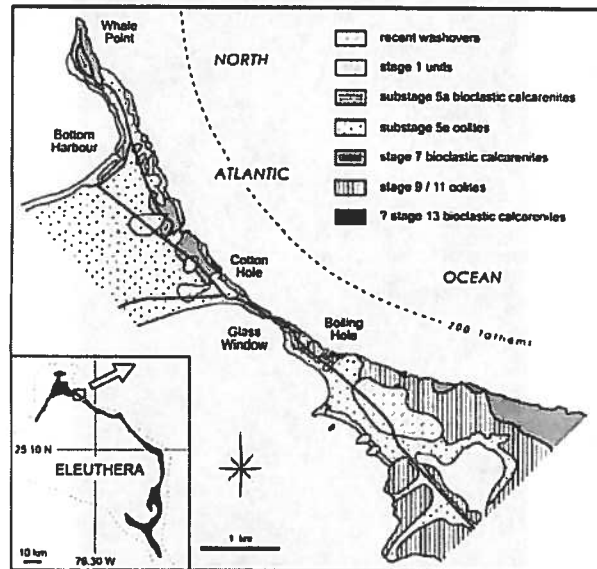 Whale
Point
NORTH
ATLANTIC
OCEAN
200 fathoms
recent washovers
stage 1 units
substage 5a bioclastic calcarenites
substage 5e oolites
stage 7 bioclastic calcarenites
stage 9 / 11 oolites
? stage 13 bioclastic calcarenites
Bottom
Harbour
Cotton
Hole
Glass
Window
Boiling
Hole
25 10 N
ELEUTHERA
10 km
76.30 W
1 km